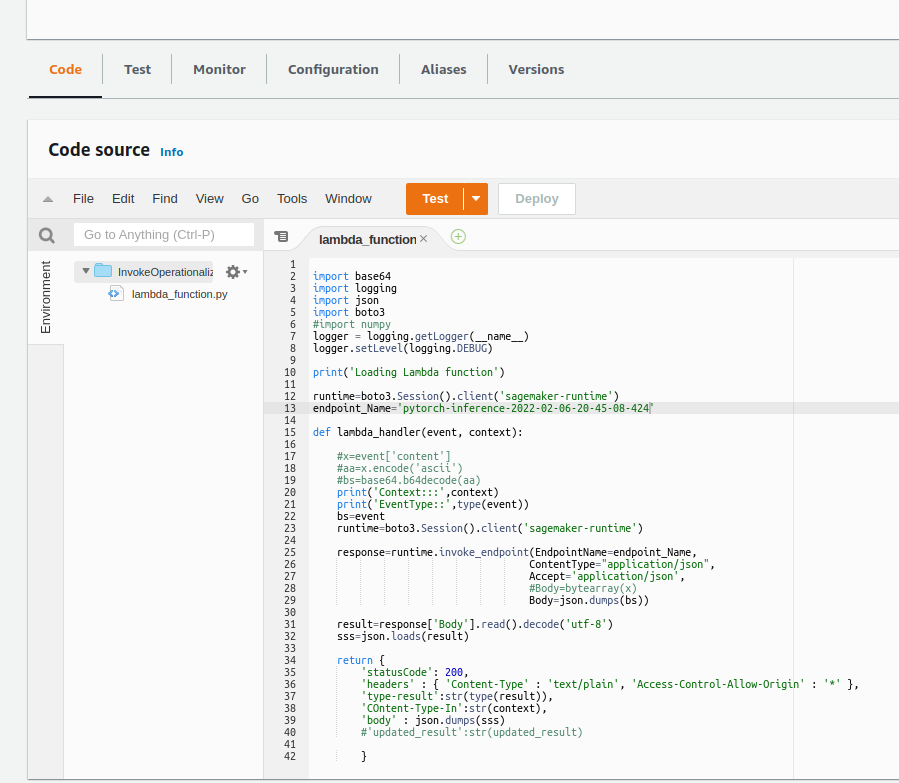 Code Test Monitor Configuration Aliases Versions
Code source Info
File Edit Find View Go Tools Window Test Deploy
Go to Anything (Ctrl-P)
lambda_function
Environment
InvokeOperationaliz
lambda_function.py
1
2 import base64
3 import logging
4 import json
5 import boto3
6 #import numpy
7 logger = logging.getLogger(__name__)
8 logger.setLevel(logging.DEBUG)
9
10 print('Loading Lambda function')
11
12 runtime=boto3.Session().client('sagemaker-runtime')
13 endpoint_Name='pytorch-inference-2022-02-06-20-45-08-424'
14
15 def lambda_handler(event, context):
16
17 #x=event['content']
18 #aa=x.encode('ascii')
19 #bs=base64.b64decode(aa)
20 print('Context:::',context)
21 print('EventType::',type(event))
22 bs=event
23 runtime=boto3.Session().client('sagemaker-runtime')
24
25 response=runtime.invoke_endpoint(EndpointName=endpoint_Name,
26 ContentType="application/json",
27 Accept='application/json',
28 #Body=bytearray(x)
29 Body=json.dumps(bs))
30
31 result=response['Body'].read().decode('utf-8')
32 sss=json.loads(result)
33
34 return {
35 'statusCode': 200,
36 'headers' : { 'Content-Type' : 'text/plain', 'Access-Control-Allow-Origin' : '*' },
37 'type-result':str(type(result)),
38 'COntent-Type-In':str(context),
39 'body' : json.dumps(sss)
40 #'updated_result':str(updated_result)
41
42 }